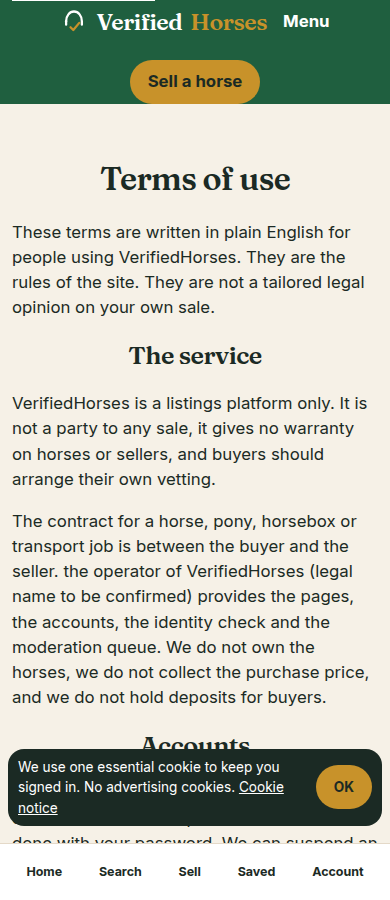 Verified Horses Menu
Sell a horse
Terms of use
These terms are written in plain English for
people using VerifiedHorses. They are the
rules of the site. They are not a tailored legal
opinion on your own sale.
The service
VerifiedHorses is a listings platform only. It is
not a party to any sale, it gives no warranty
on horses or sellers, and buyers should
arrange their own vetting.
The contract for a horse, pony, horsebox or
transport job is between the buyer and the
seller. the operator of VerifiedHorses (legal
name to be confirmed) provides the pages,
the accounts, the identity check and the
moderation queue. We do not own the
horses, we do not collect the purchase price,
and we do not hold deposits for buyers.
Accounts
We use one essential cookie to keep you
signed in. No advertising cookies. Cookie
notice
OK
done with your password. We can suspend an
Home Search Sell Saved Account